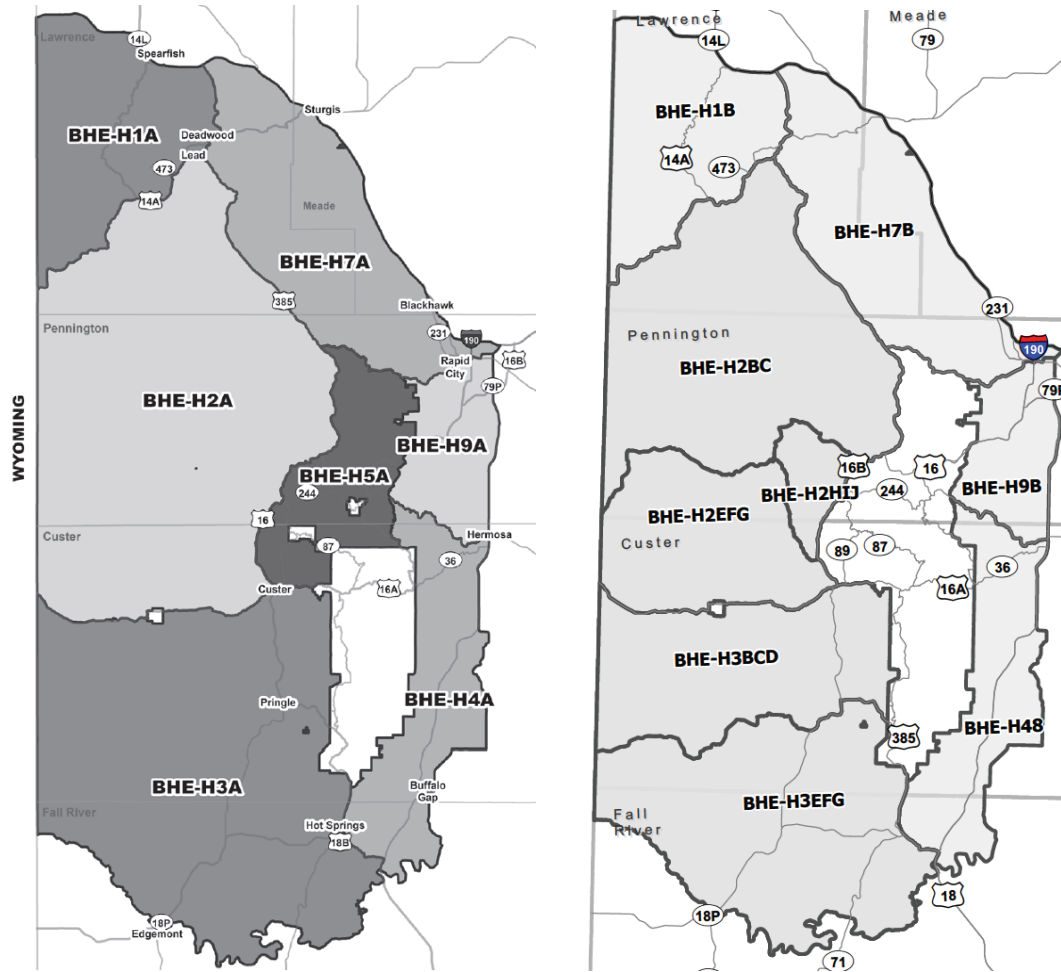 Lawrence
14L
Spearfish
BHE-H1A
Deadwood
Lead
473
14A
Sturgis
Meade
BHE-H7A
385
Blackhawk
231
190
Pennington
Rapid
City
16B
79P
WYOMING
BHE-H2A
BHE-H9A
BHE-H5A
244
16
Custer
87
Hermosa
36
Custer
16A
BHE-H4A
Pringle
BHE-H3A
Buffalo
Gap
Fall River
Hot Springs
18B
18P
Edgemont
Lawrence
Meade
14L
79
BHE-H1B
14A
473
BHE-H7B
231
Pennington
190
BHE-H2BC
79P
16B
16
BHE-H2HIJ
244
BHE-H9B
BHE-H2EFG
Custer
89
87
36
16A
BHE-H3BCD
385
BHE-H48
BHE-H3EFG
Fall
River
18
18P
71